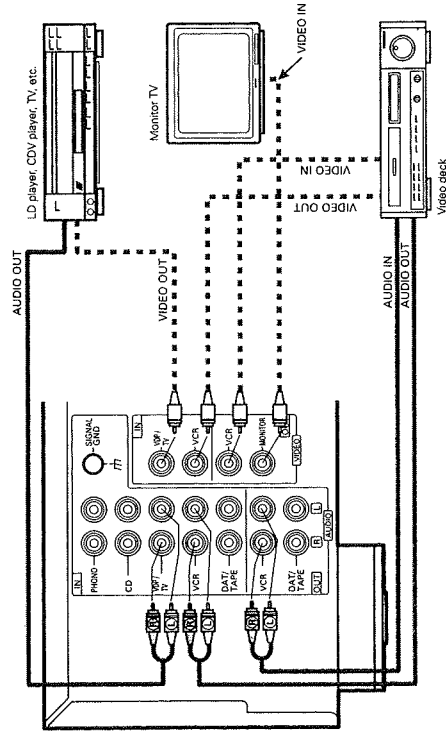 LD player, CDV player, TV, etc.
Monitor TV
VIDEO IN
AUDIO OUT
VIDEO OUT
VIDEO OUT
VIDEO IN
Video deck
AUDIO IN
AUDIO OUT
SIGNAL
GND
IN
PHONO
CD
VDP/
TV
VCR
DAT/
TAPE
VCR
DAT/
TAPE
OUT
R
L
AUDIO
IN
VDP/
TV
VCR
VCR
MONITOR
OUT
VIDEO
R
L
R
L
R
L